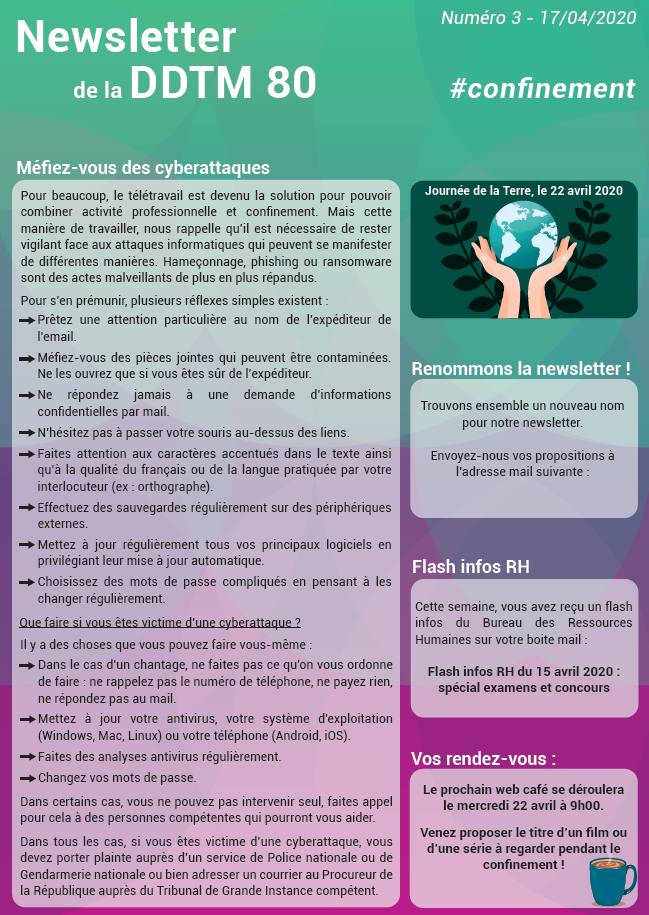 Newsletter
de la DDTM 80
Numéro 3 - 17/04/2020
#confinement
Méfiez-vous des cyberattaques
Pour beaucoup, le télétravail est devenu la solution pour pouvoir
combiner activité professionnelle et confinement. Mais cette
manière de travailler, nous rappelle qu'il est nécessaire de rester
vigilant face aux attaques informatiques qui peuvent se manifester
de différentes manières. Hameçonnage, phishing ou ransomware
sont des actes malveillants de plus en plus répandus.
Pour s'en prémunir, plusieurs réflexes simples existent :
Prêtez une attention particulière au nom de l'expéditeur de
l'email.
Méfiez-vous des pièces jointes qui peuvent être contaminées.
Ne les ouvrez que si vous êtes sûr de l'expéditeur.
Ne répondez jamais à une demande d'informations
confidentielles par mail.
N'hésitez pas à passer votre souris au-dessus des liens.
Faites attention aux caractères accentués dans le texte ainsi
qu'à la qualité du français ou de la langue pratiquée par votre
interlocuteur (ex : orthographe).
Effectuez des sauvegardes régulièrement sur des périphériques
externes.
Mettez à jour régulièrement tous vos principaux logiciels en
privilégiant leur mise à jour automatique.
Choisissez des mots de passe compliqués en pensant à les
changer régulièrement.
Que faire si vous êtes victime d'une cyberattaque ?
Il y a des choses que vous pouvez faire vous-même :
Dans le cas d'un chantage, ne faites pas ce qu'on vous ordonne
de faire : ne rappelez pas le numéro de téléphone, ne payez rien,
ne répondez pas au mail.
Mettez à jour votre antivirus, votre système d'exploitation
(Windows, Mac, Linux) ou votre téléphone (Android, iOS).
Faites des analyses antivirus régulièrement.
Changez vos mots de passe.
Dans certains cas, vous ne pouvez pas intervenir seul, faites appel
pour cela à des personnes compétentes qui pourront vous aider.
Dans tous les cas, si vous êtes victime d'une cyberattaque, vous
devez porter plainte auprès d'un service de Police nationale ou de
Gendarmerie nationale ou bien adresser un courrier au Procureur de
la République auprès du Tribunal de Grande Instance compétent.
Journée de la Terre, le 22 avril 2020
Renommons la newsletter !
Trouvons ensemble un nouveau nom
pour notre newsletter.
Envoyez-nous vos propositions à
l'adresse mail suivante :
Flash infos RH
Cette semaine, vous avez reçu un flash
infos du Bureau des Ressources
Humaines sur votre boite mail :
Flash infos RH du 15 avril 2020 :
spécial examens et concours
Vos rendez-vous :
Le prochain web café se déroulera
le mercredi 22 avril à 9h00.
Venez proposer le titre d'un film ou
d'une série à regarder pendant le
confinement !